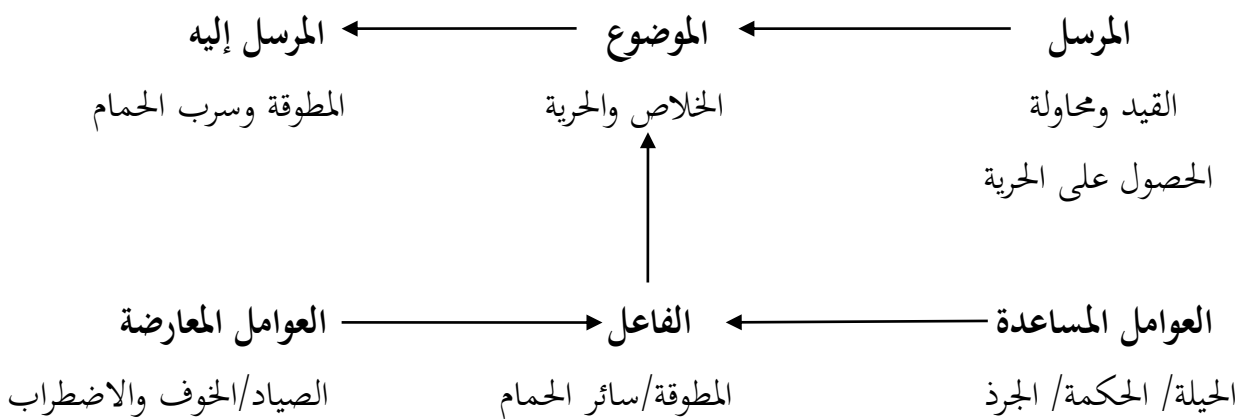 المرسل الموضوع المرسل إليه
القيد ومحاولة الخلاص والحرية المطوقة وسرب الحمام
الحصول على الحرية
العوامل المساعدة الفاعل العوامل المعارضة
الحيلة/ الحكمة/ الجرذ المطوقة/سائر الحمام الصياد/الخوف والاضطراب